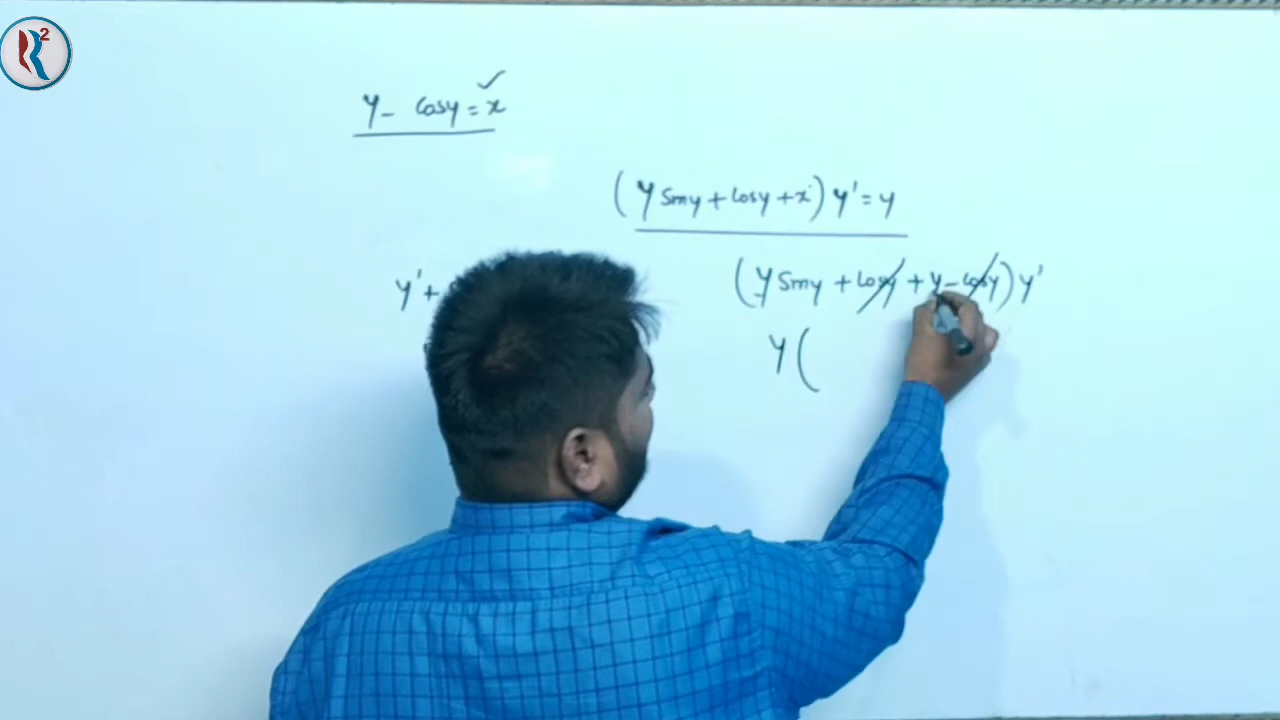 y - cosy = x ✓
(y siny + cosy + x) y' = y
y' +
(y siny + cosy + y - cosy) y'
y (